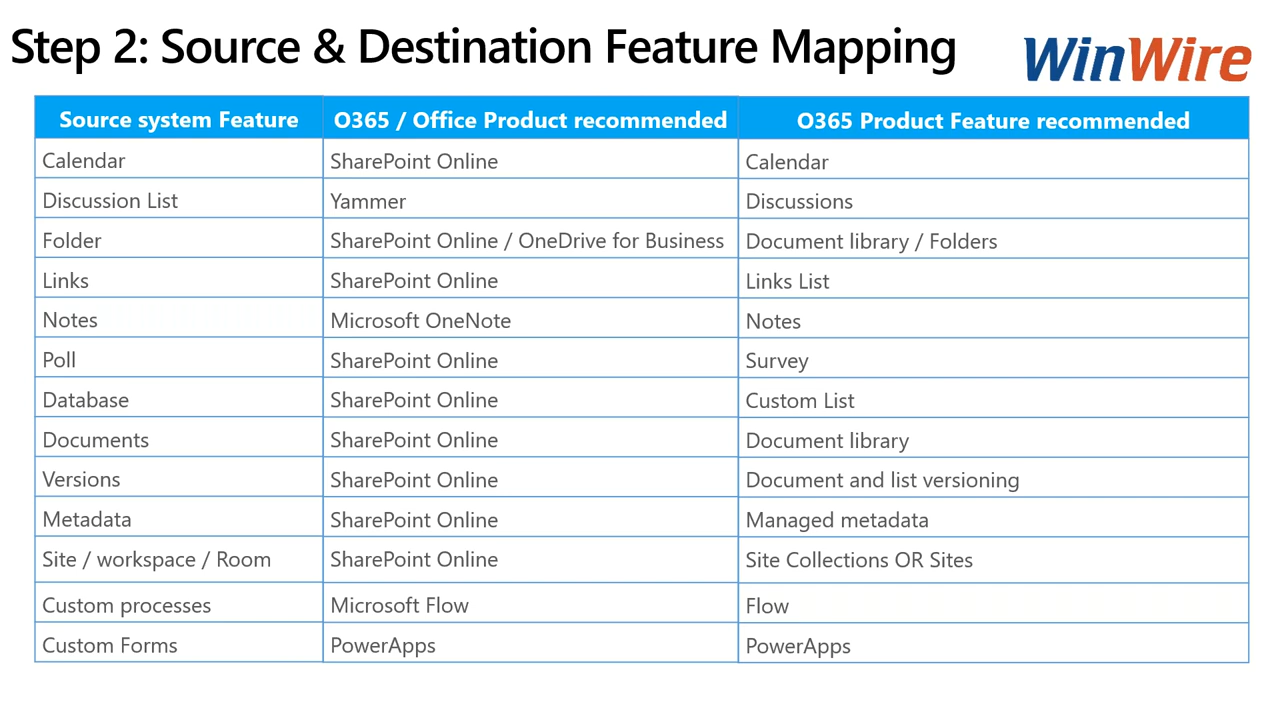 Step 2: Source & Destination Feature Mapping
WinWire
Source system Feature O365 / Office Product recommended O365 Product Feature recommended
Calendar SharePoint Online Calendar
Discussion List Yammer Discussions
Folder SharePoint Online / OneDrive for Business Document library / Folders
Links SharePoint Online Links List
Notes Microsoft OneNote Notes
Poll SharePoint Online Survey
Database SharePoint Online Custom List
Documents SharePoint Online Document library
Versions SharePoint Online Document and list versioning
Metadata SharePoint Online Managed metadata
Site / workspace / Room SharePoint Online Site Collections OR Sites
Custom processes Microsoft Flow Flow
Custom Forms PowerApps PowerApps